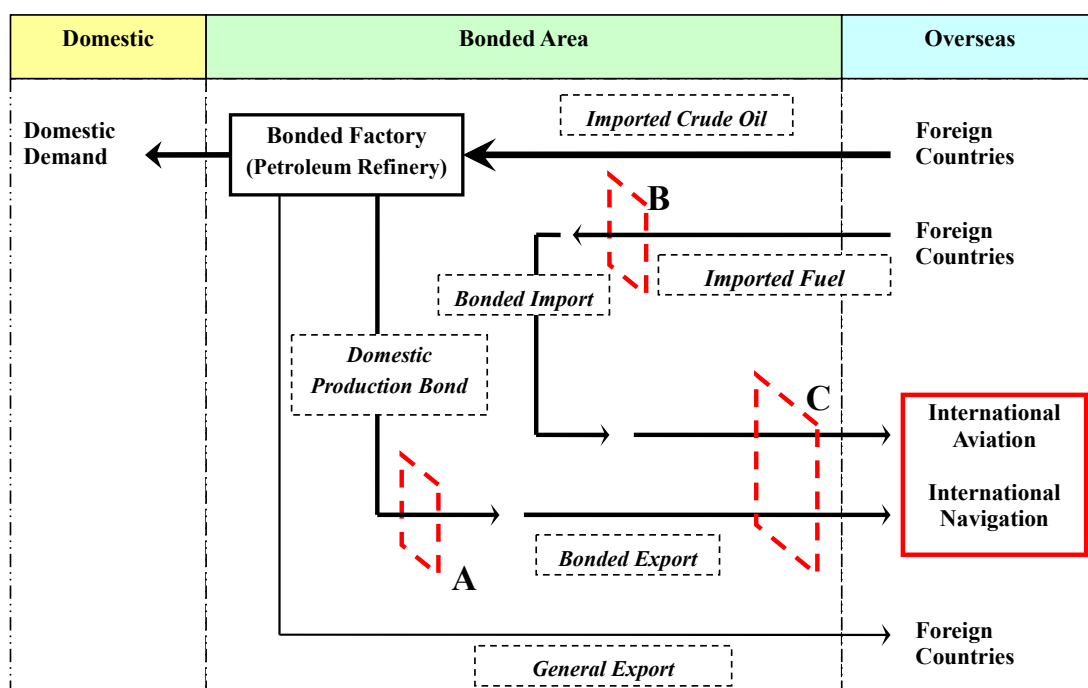 Domestic
Bonded Area
Overseas
Imported Crude Oil
Domestic
Demand
Bonded Factory
(Petroleum Refinery)
Foreign
Countries
B
Foreign
Countries
Bonded Import
Imported Fuel
Domestic
Production Bond
C
International
Aviation
International
Navigation
Bonded Export
A
Foreign
Countries
General Export